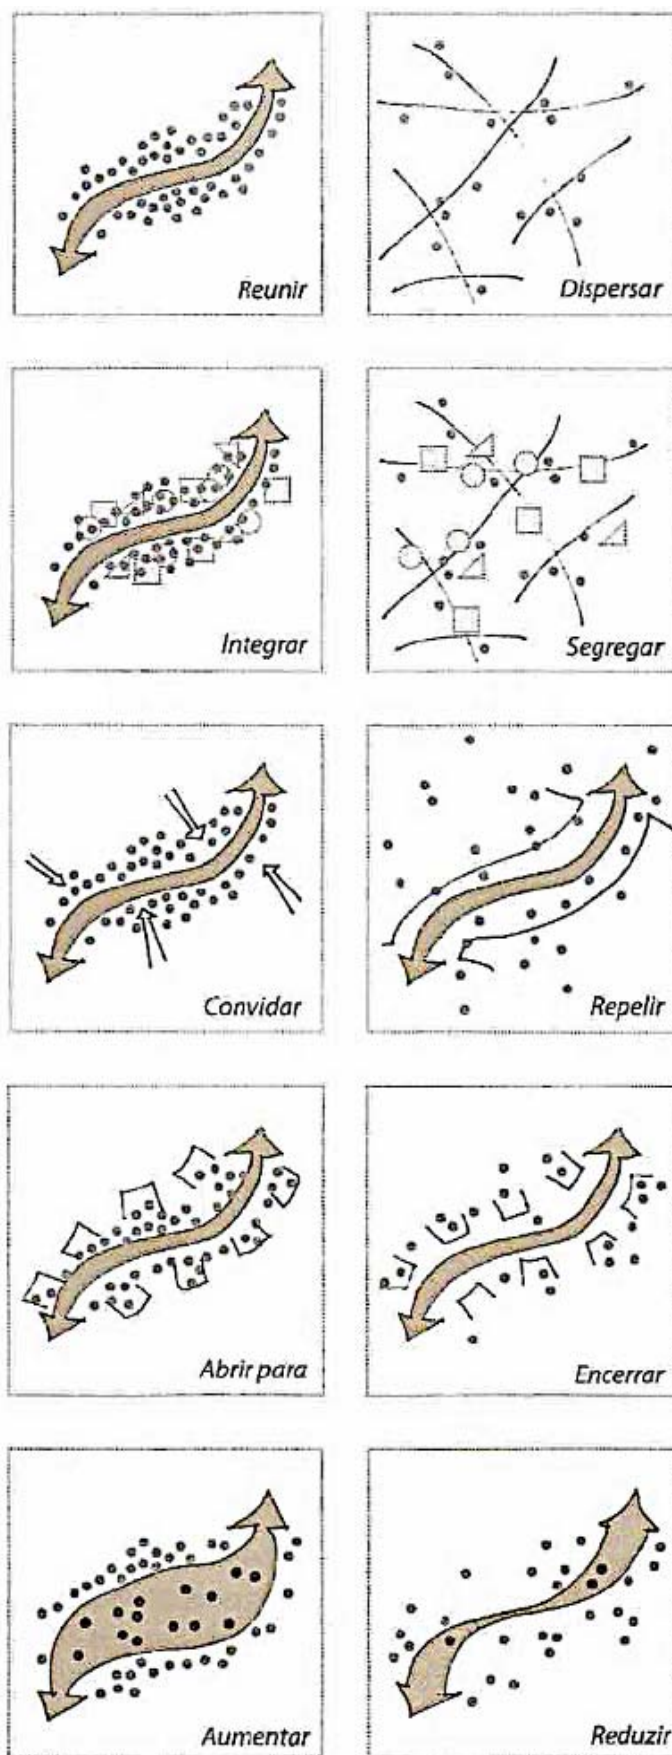 Reunir
Dispersar
Integrar
Segregar
Convidar
Repelir
Abrir para
Encerrar
Aumentar
Reduzir